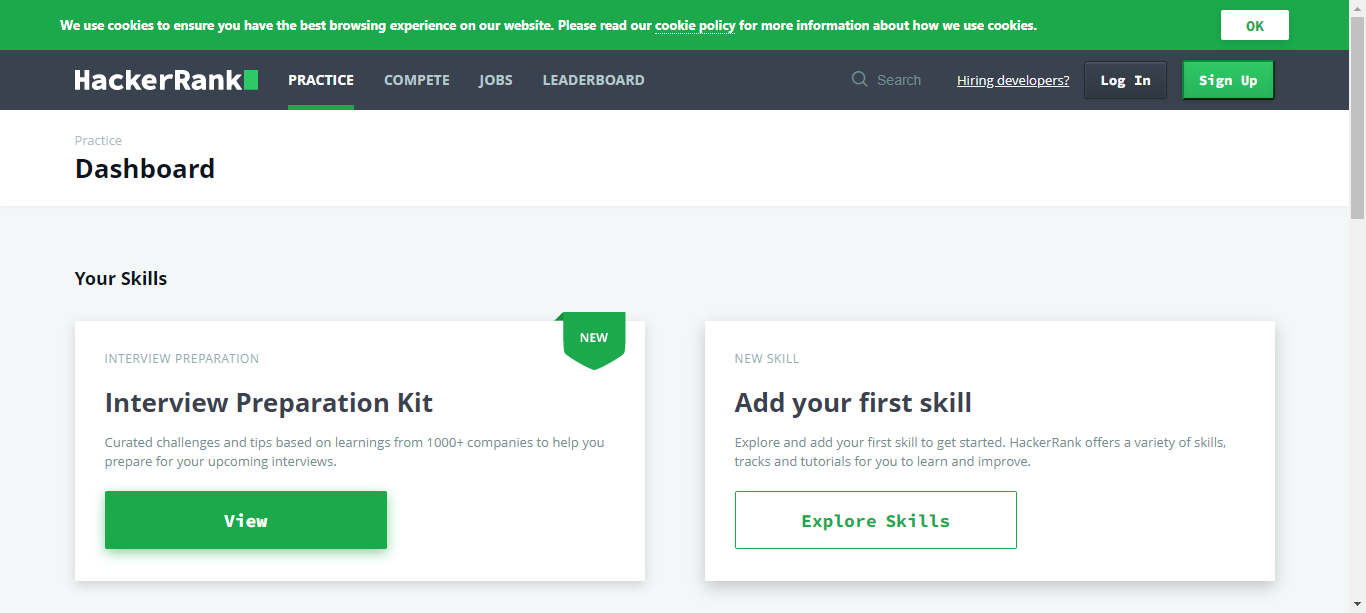 We use cookies to ensure you have the best browsing experience on our website. Please read our cookie policy for more information about how we use cookies.
OK
HackerRank
PRACTICE
COMPETE
JOBS
LEADERBOARD
Search
Hiring developers?
Log In
Sign Up
Practice
Dashboard
Your Skills
NEW
INTERVIEW PREPARATION
Interview Preparation Kit
Curated challenges and tips based on learnings from 1000+ companies to help you
prepare for your upcoming interviews.
View
NEW SKILL
Add your first skill
Explore and add your first skill to get started. HackerRank offers a variety of skills,
tracks and tutorials for you to learn and improve.
Explore Skills